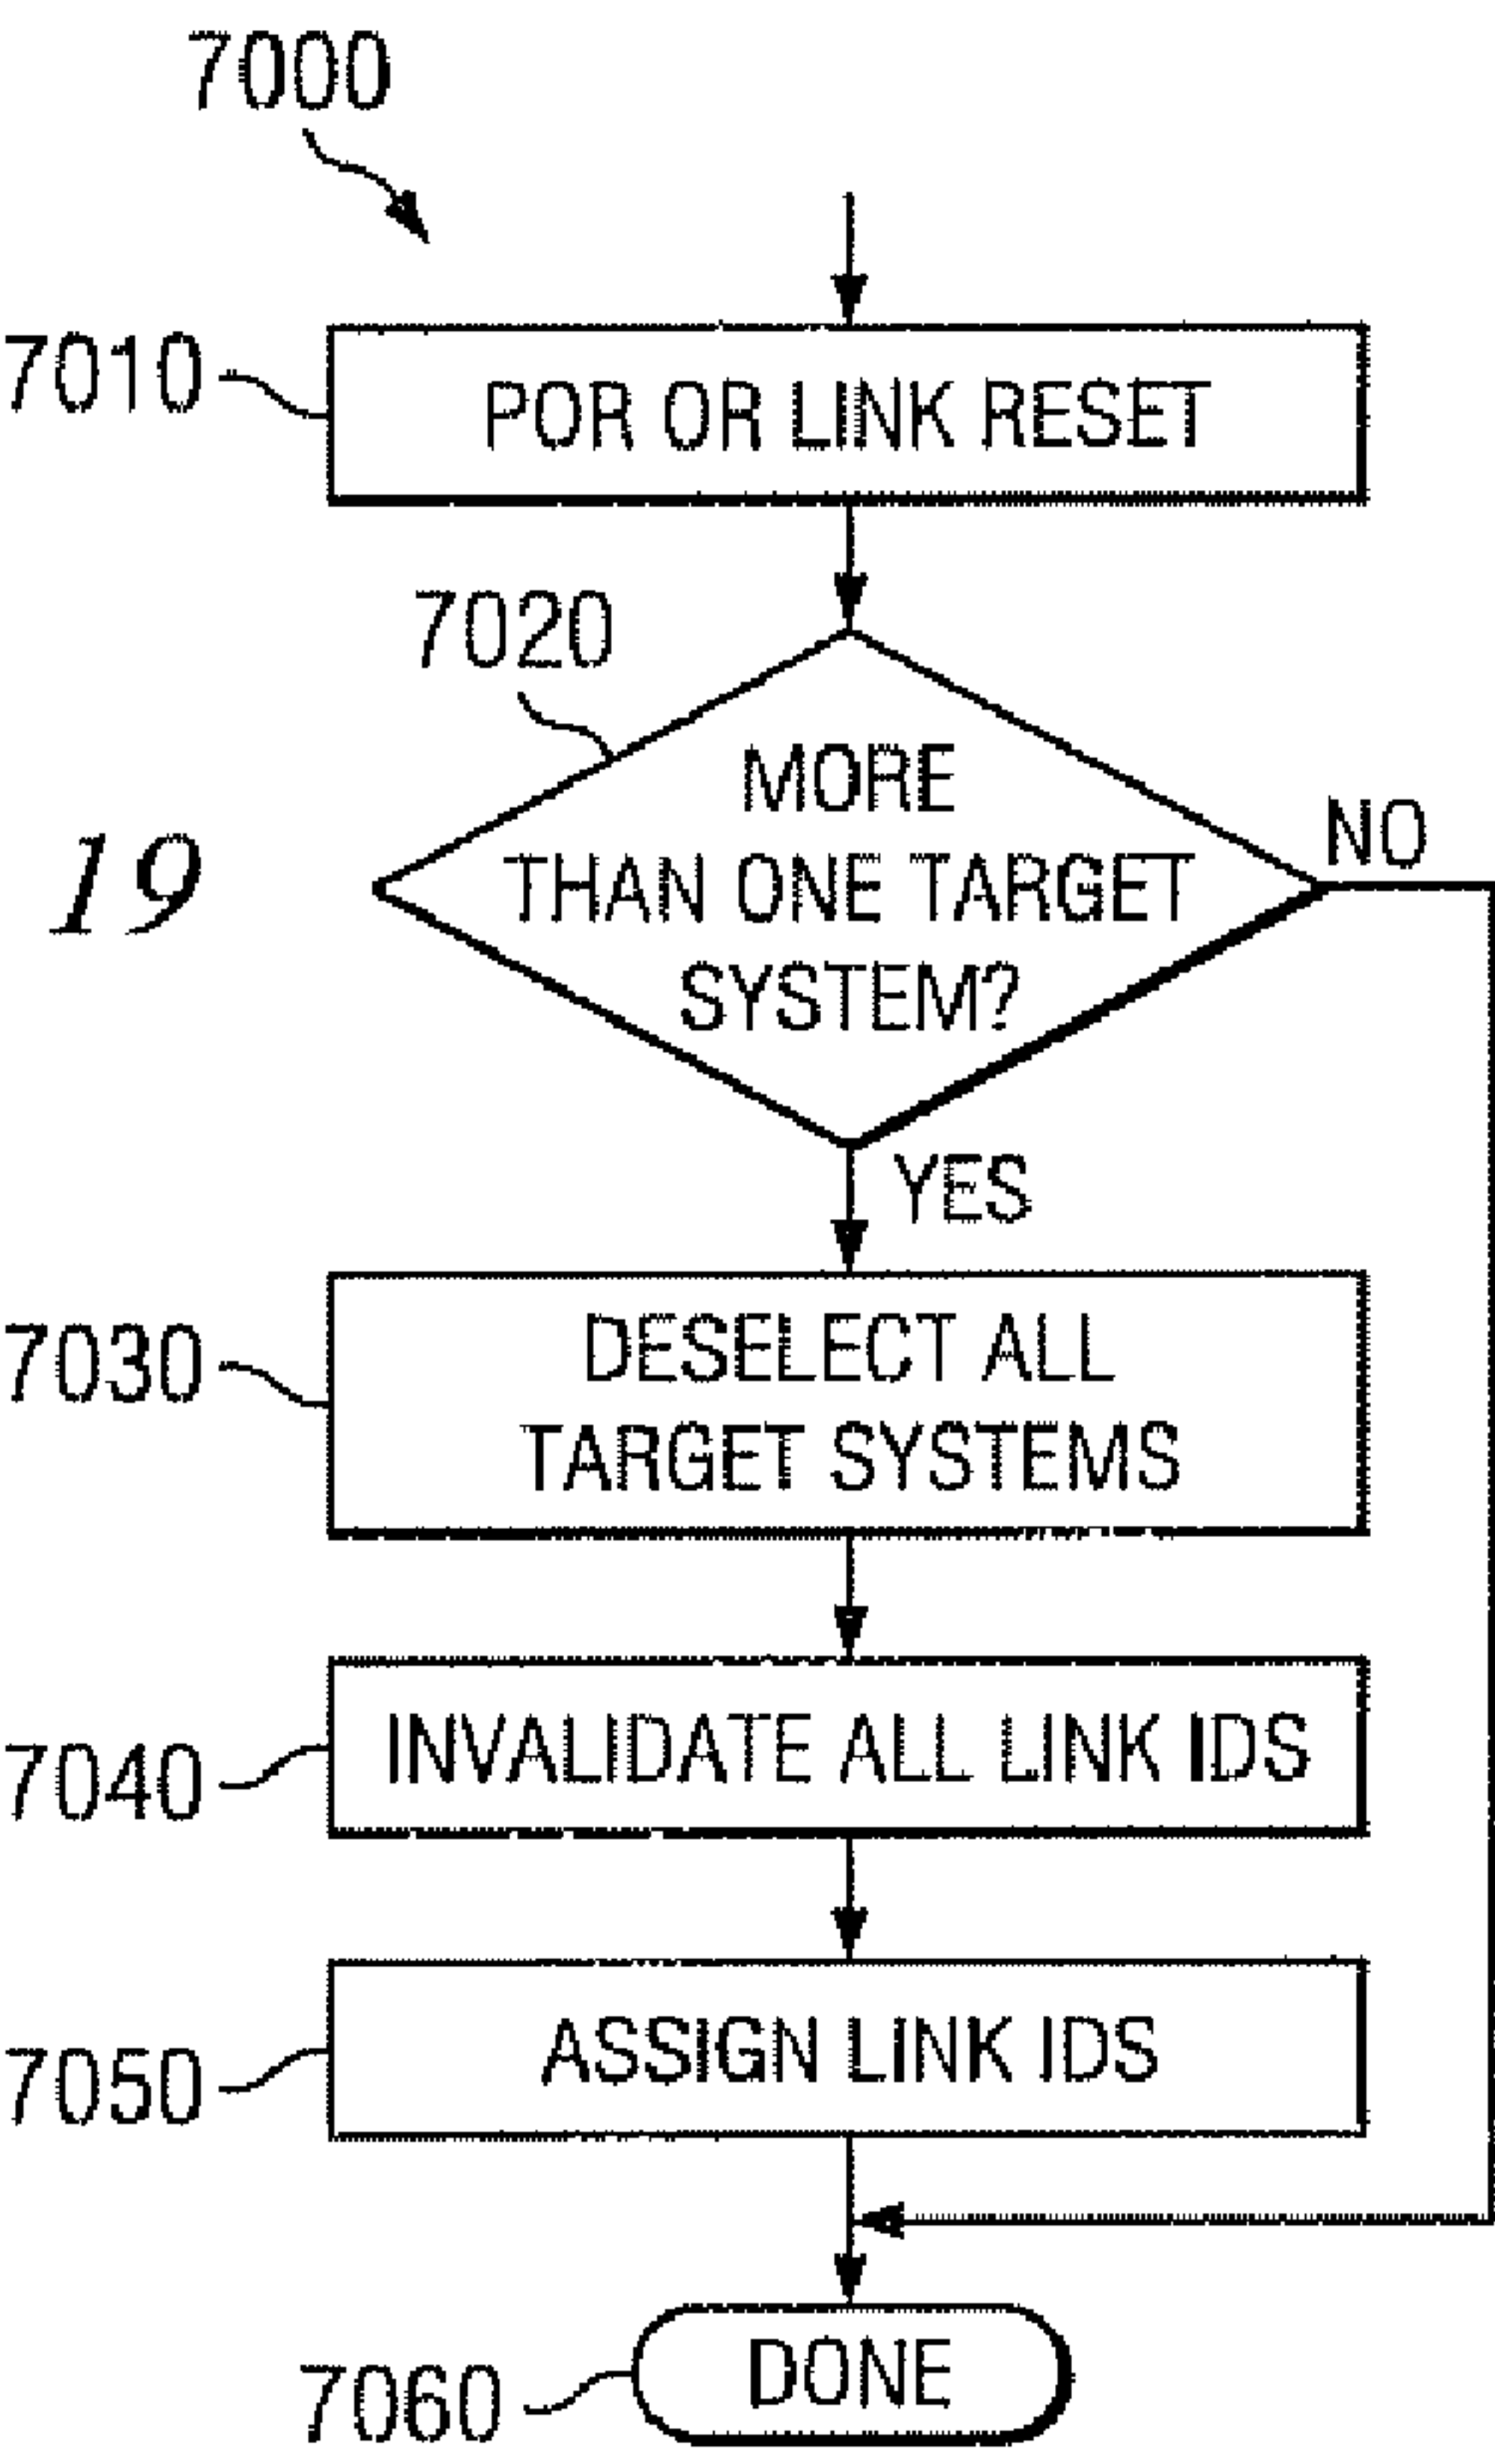 7000
7010
POR OR LINK RESET
7020
MORE
THAN ONE TARGET
SYSTEM?
NO
19
YES
7030
DESELECT ALL
TARGET SYSTEMS
7040
INVALIDATE ALL LINK IDS
7050
ASSIGN LINK IDS
7060
DONE